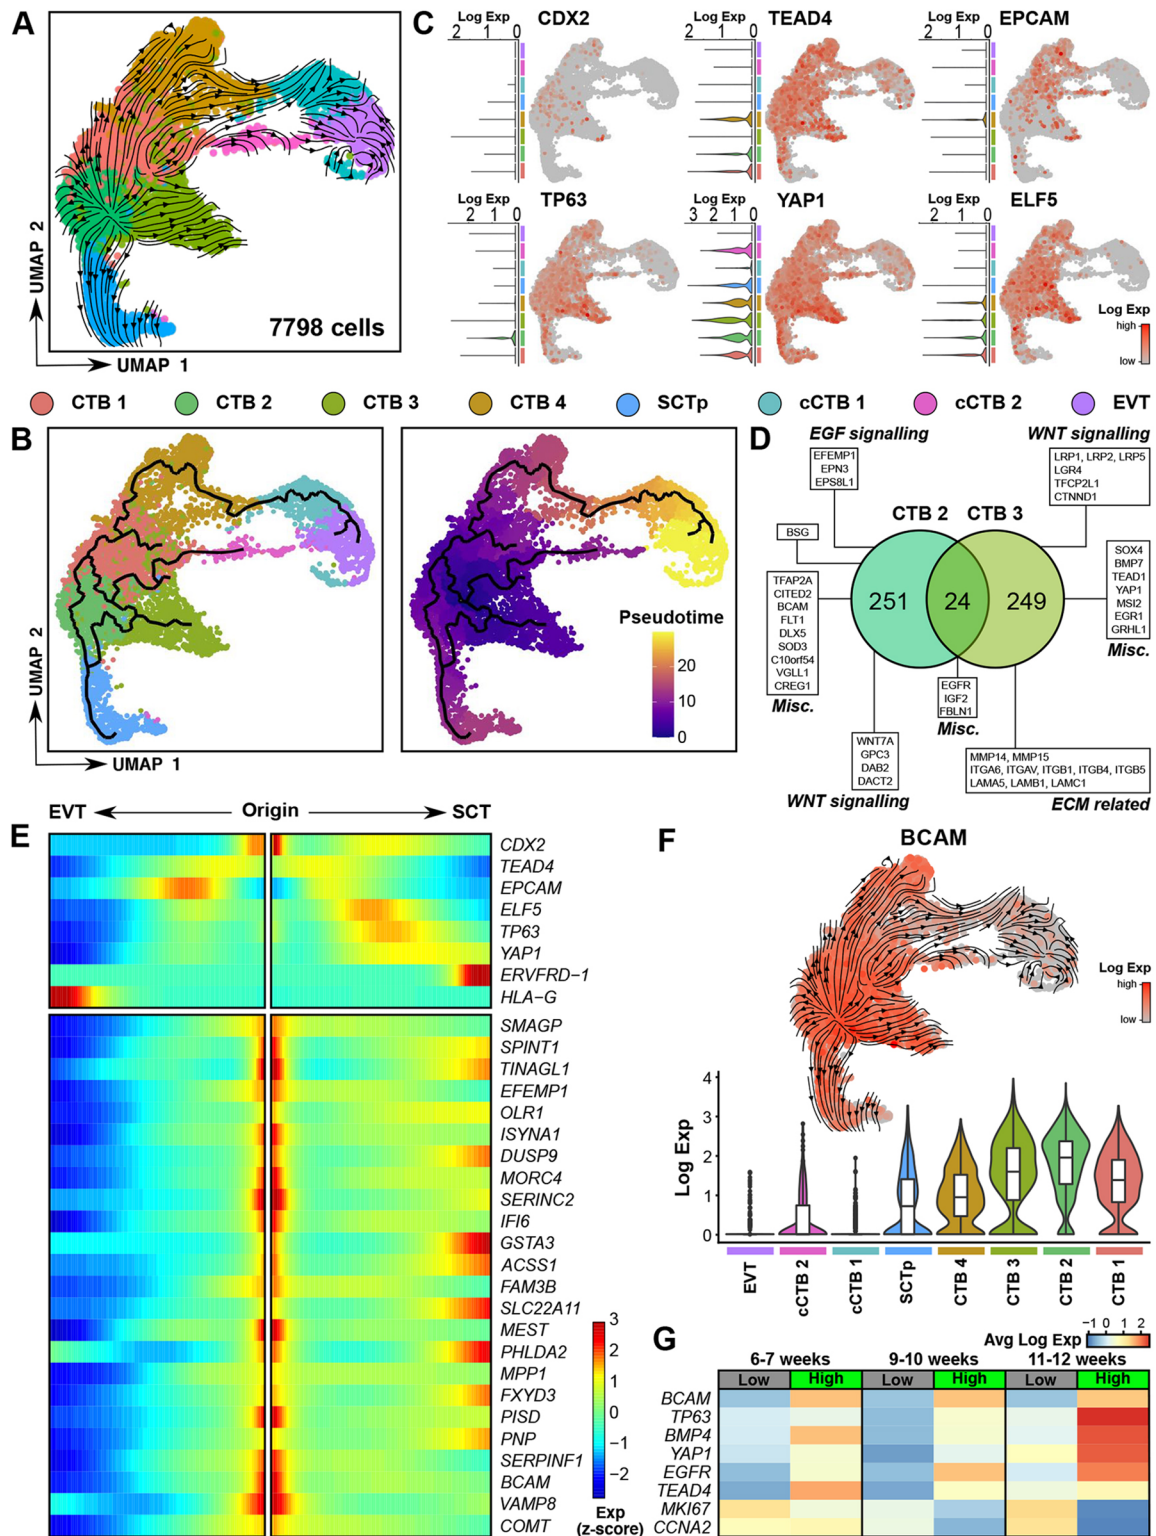 A
UMAP 2
UMAP 1
7798 cells
C
Log Exp
2 1 0
CDX2
Log Exp
2 1 0
TEAD4
Log Exp
2 1 0
EPCAM
Log Exp
2 1 0
TP63
Log Exp
3 2 1 0
YAP1
Log Exp
2 1 0
ELF5
Log Exp
high
low
CTB 1
CTB 2
CTB 3
CTB 4
SCTp
cCTB 1
cCTB 2
EVT
B
UMAP 2
UMAP 1
Pseudotime
20
10
0
D
EGF signalling
EFEMP1
EPN3
EPS8L1
WNT signalling
LRP1, LRP2, LRP5
LGR4
TFCP2L1
CTNND1
CTB 2
CTB 3
BSG
251
24
249
TFAP2A
CITED2
BCAM
FLT1
DLX5
SOD3
C10orf54
VGLL1
CREG1
Misc.
SOX4
BMP7
TEAD1
YAP1
MSI2
EGR1
GRHL1
Misc.
EGFR
IGF2
FBLN1
Misc.
WNT7A
GPC3
DAB2
DACT2
WNT signalling
MMP14, MMP15
ITGA6, ITGAV, ITGB1, ITGB4, ITGB5
LAMA5, LAMB1, LAMC1
ECM related
E
EVT
Origin
SCT
CDX2
TEAD4
EPCAM
ELF5
TP63
YAP1
ERVFRD-1
HLA-G
SMAGP
SPINT1
TINAGL1
EFEMP1
OLR1
ISYNA1
DUSP9
MORC4
SERINC2
IFI6
GSTA3
ACSS1
FAM3B
SLC22A11
MEST
PHLDA2
MPP1
FXYD3
PISD
PNP
SERPINF1
BCAM
VAMP8
COMT
3
2
1
0
-1
-2
Exp
(z-score)
F
BCAM
Log Exp
high
low
Log Exp
4
3
2
1
0
EVT
cCTB 2
cCTB 1
SCTp
CTB 4
CTB 3
CTB 2
CTB 1
G
Avg Log Exp
-1 0 1 2
6-7 weeks
9-10 weeks
11-12 weeks
Low
High
Low
High
Low
High
BCAM
TP63
BMP4
YAP1
EGFR
TEAD4
MKI67
CCNA2